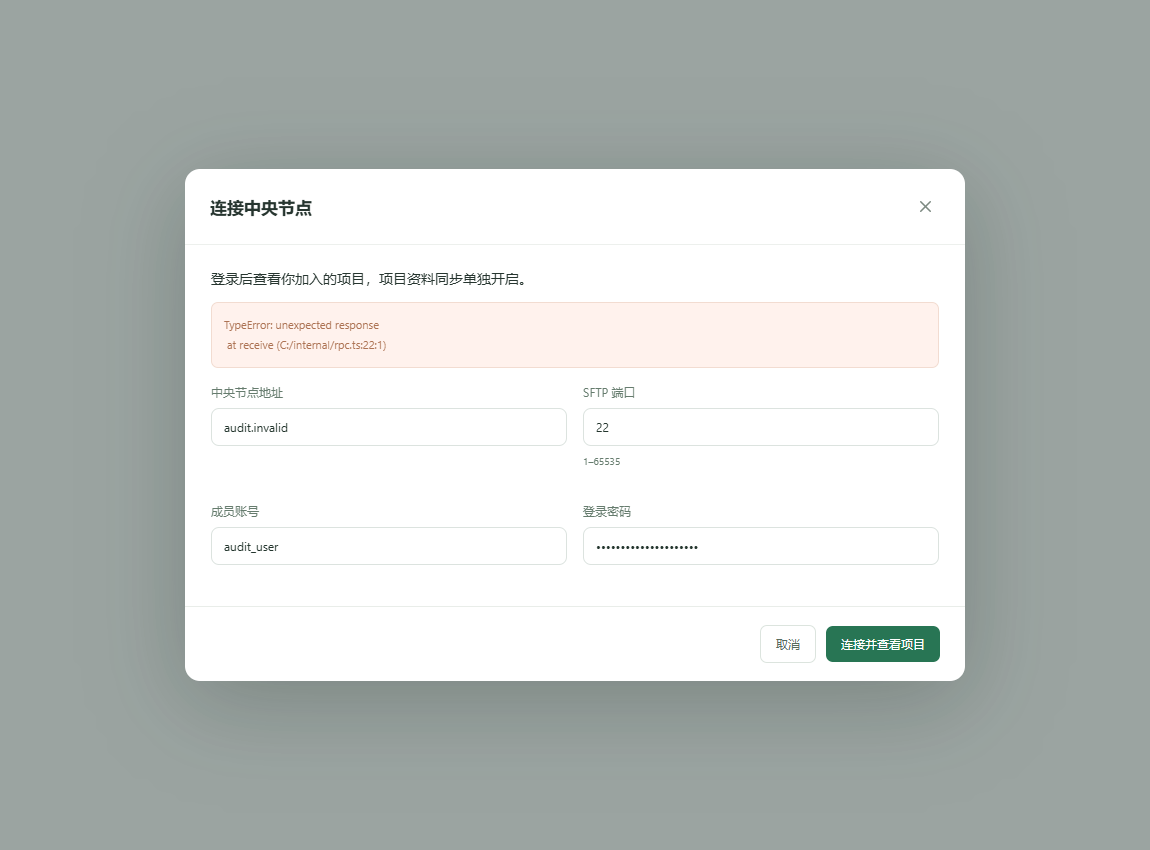 连接中央节点
登录后查看你加入的项目，项目资料同步单独开启。
TypeError: unexpected response
at receive (C:/internal/rpc.ts:22:1)
中央节点地址
SFTP 端口
audit.invalid
22
1–65535
成员账号
登录密码
audit_user
•••••••••••••••••••••
取消
连接并查看项目